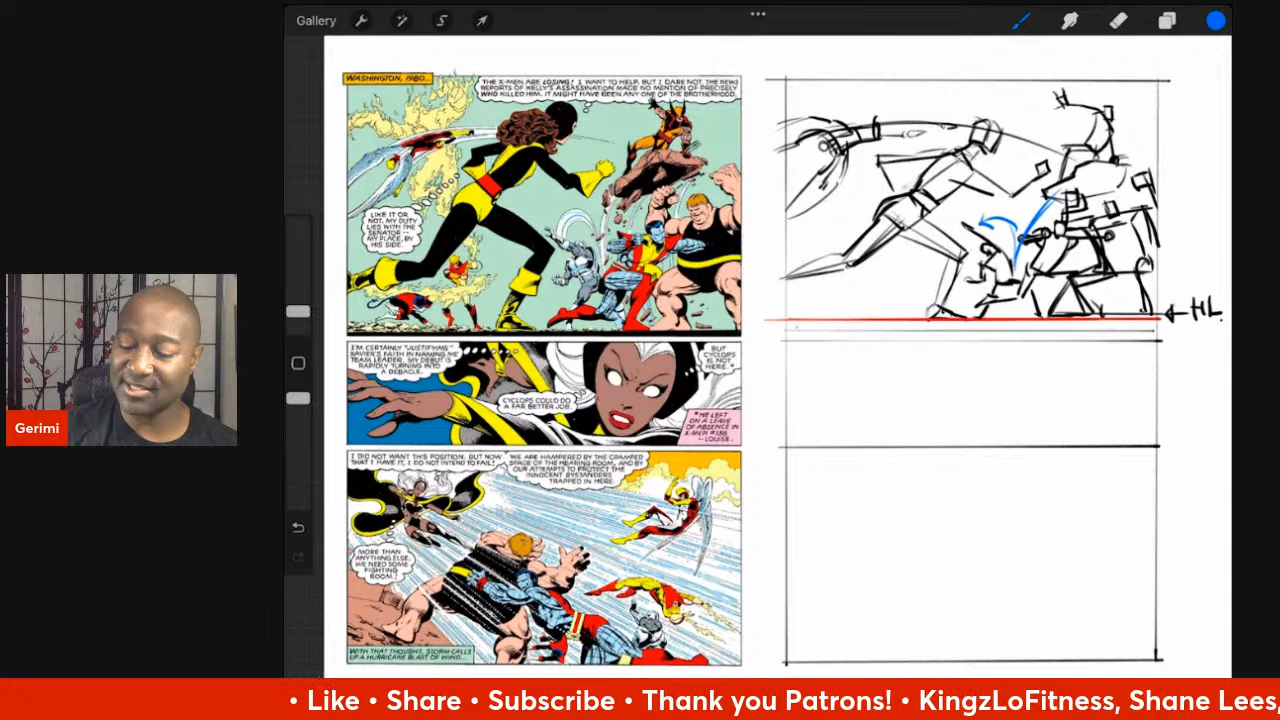 Gallery
WASHINGTON, 1980...
THE X-MEN ARE LOSING! I WANT TO HELP. BUT I DARE NOT. THE NEWS
REPORTS OF KELLY'S ASSASSINATION MADE NO MENTION OF PRECISELY
WHO KILLED HIM. IT MIGHT HAVE BEEN ANY ONE OF THE BROTHERHOOD.
LIKE IT OR
NOT, MY DUTY
LIES WITH THE
SENATOR--
MY PLACE, BY
HIS SIDE.
← HL
I'M CERTAINLY "JUSTIFYING"
XAVIER'S FAITH IN NAMING ME
TEAM LEADER. MY DEBUT IS
RAPIDLY TURNING INTO
A DEBACLE.
BUT
CYCLOPS
IS NOT
HERE.*
CYCLOPS COULD DO
A FAR BETTER JOB.
*HE LEFT
ON A LEAVE
OF ABSENCE IN
X-MEN #138
--LOUISE.
I DID NOT WANT THIS POSITION. BUT NOW
THAT I HAVE IT, I DO NOT INTEND TO FAIL!
WE ARE HAMPERED BY THE CRAMPED
SPACE OF THE HEARING ROOM, AND BY
OUR ATTEMPTS TO PROTECT THE
INNOCENT BYSTANDERS
TRAPPED IN HERE.
MORE THAN
ANYTHING ELSE,
WE NEED SOME
FIGHTING
ROOM!
WITH THAT THOUGHT, STORM CALLS
UP A HURRICANE BLAST OF WIND...
Gerimi
• Like • Share • Subscribe • Thank you Patrons! • KingzLoFitness, Shane Lees,